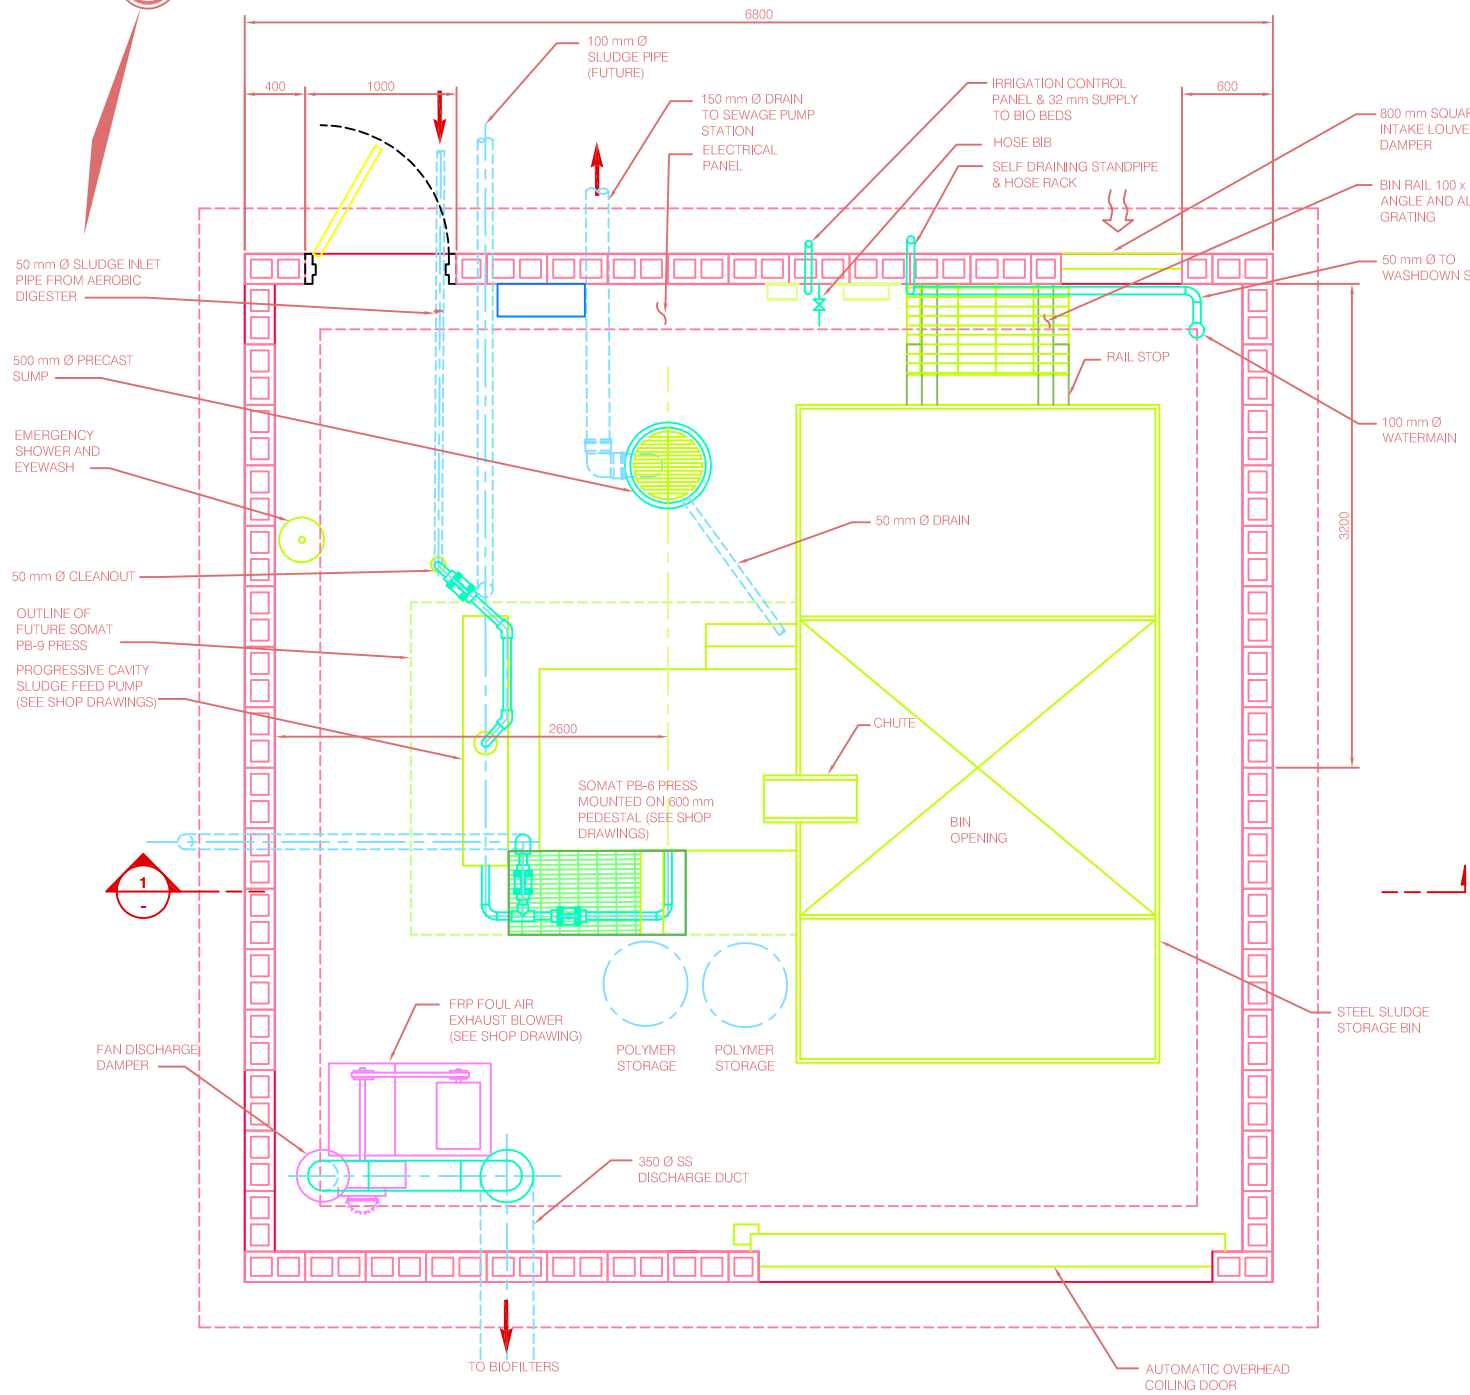 6800
100 mm Ø
SLUDGE PIPE
(FUTURE)
400
1000
600
150 mm Ø DRAIN
TO SEWAGE PUMP
STATION
ELECTRICAL
PANEL
IRRIGATION CONTROL
PANEL & 32 mm SUPPLY
TO BIO BEDS
HOSE BIB
SELF DRAINING STANDPIPE
& HOSE RACK
800 mm SQUAR
INTAKE LOUVE
DAMPER
BIN RAIL 100 x
ANGLE AND AL
GRATING
50 mm Ø TO
WASHDOWN S
50 mm Ø SLUDGE INLET
PIPE FROM AEROBIC
DIGESTER
500 mm Ø PRECAST
SUMP
RAIL STOP
100 mm Ø
WATERMAIN
EMERGENCY
SHOWER AND
EYEWASH
50 mm Ø DRAIN
3200
50 mm Ø CLEANOUT
OUTLINE OF
FUTURE SOMAT
PB-9 PRESS
PROGRESSIVE CAVITY
SLUDGE FEED PUMP
(SEE SHOP DRAWINGS)
2600
CHUTE
SOMAT PB-6 PRESS
MOUNTED ON 600 mm
PEDESTAL (SEE SHOP
DRAWINGS)
BIN
OPENING
1
-
FRP FOUL AIR
EXHAUST BLOWER
(SEE SHOP DRAWING)
STEEL SLUDGE
STORAGE BIN
FAN DISCHARGE
DAMPER
POLYMER
STORAGE
POLYMER
STORAGE
350 Ø SS
DISCHARGE DUCT
TO BIOFILTERS
AUTOMATIC OVERHEAD
COILING DOOR